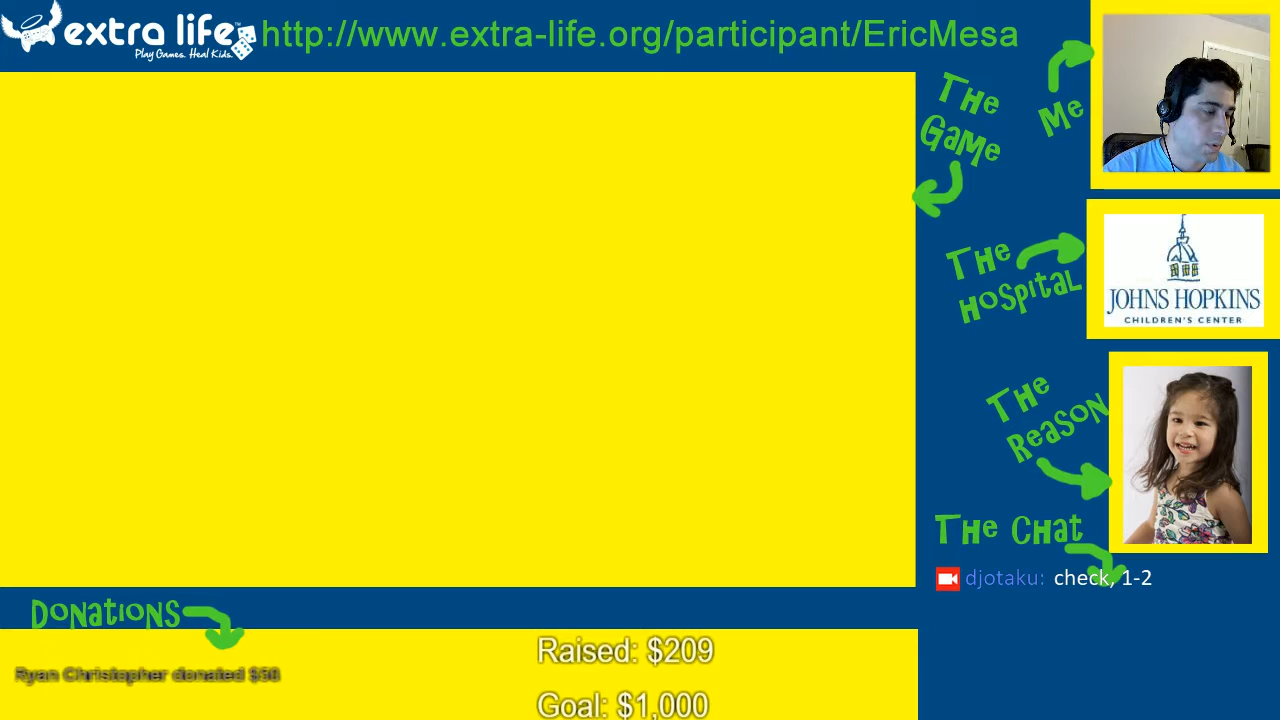 extra life
Play Games. Heal Kids.
http://www.extra-life.org/participant/EricMesa
Me
The
Game
The
Hospital
JOHNS HOPKINS
CHILDREN'S CENTER
The
Reason
The Chat
djotaku: check, 1-2
Donations
Ryan Christopher donated $50
Raised: $209
Goal: $1,000